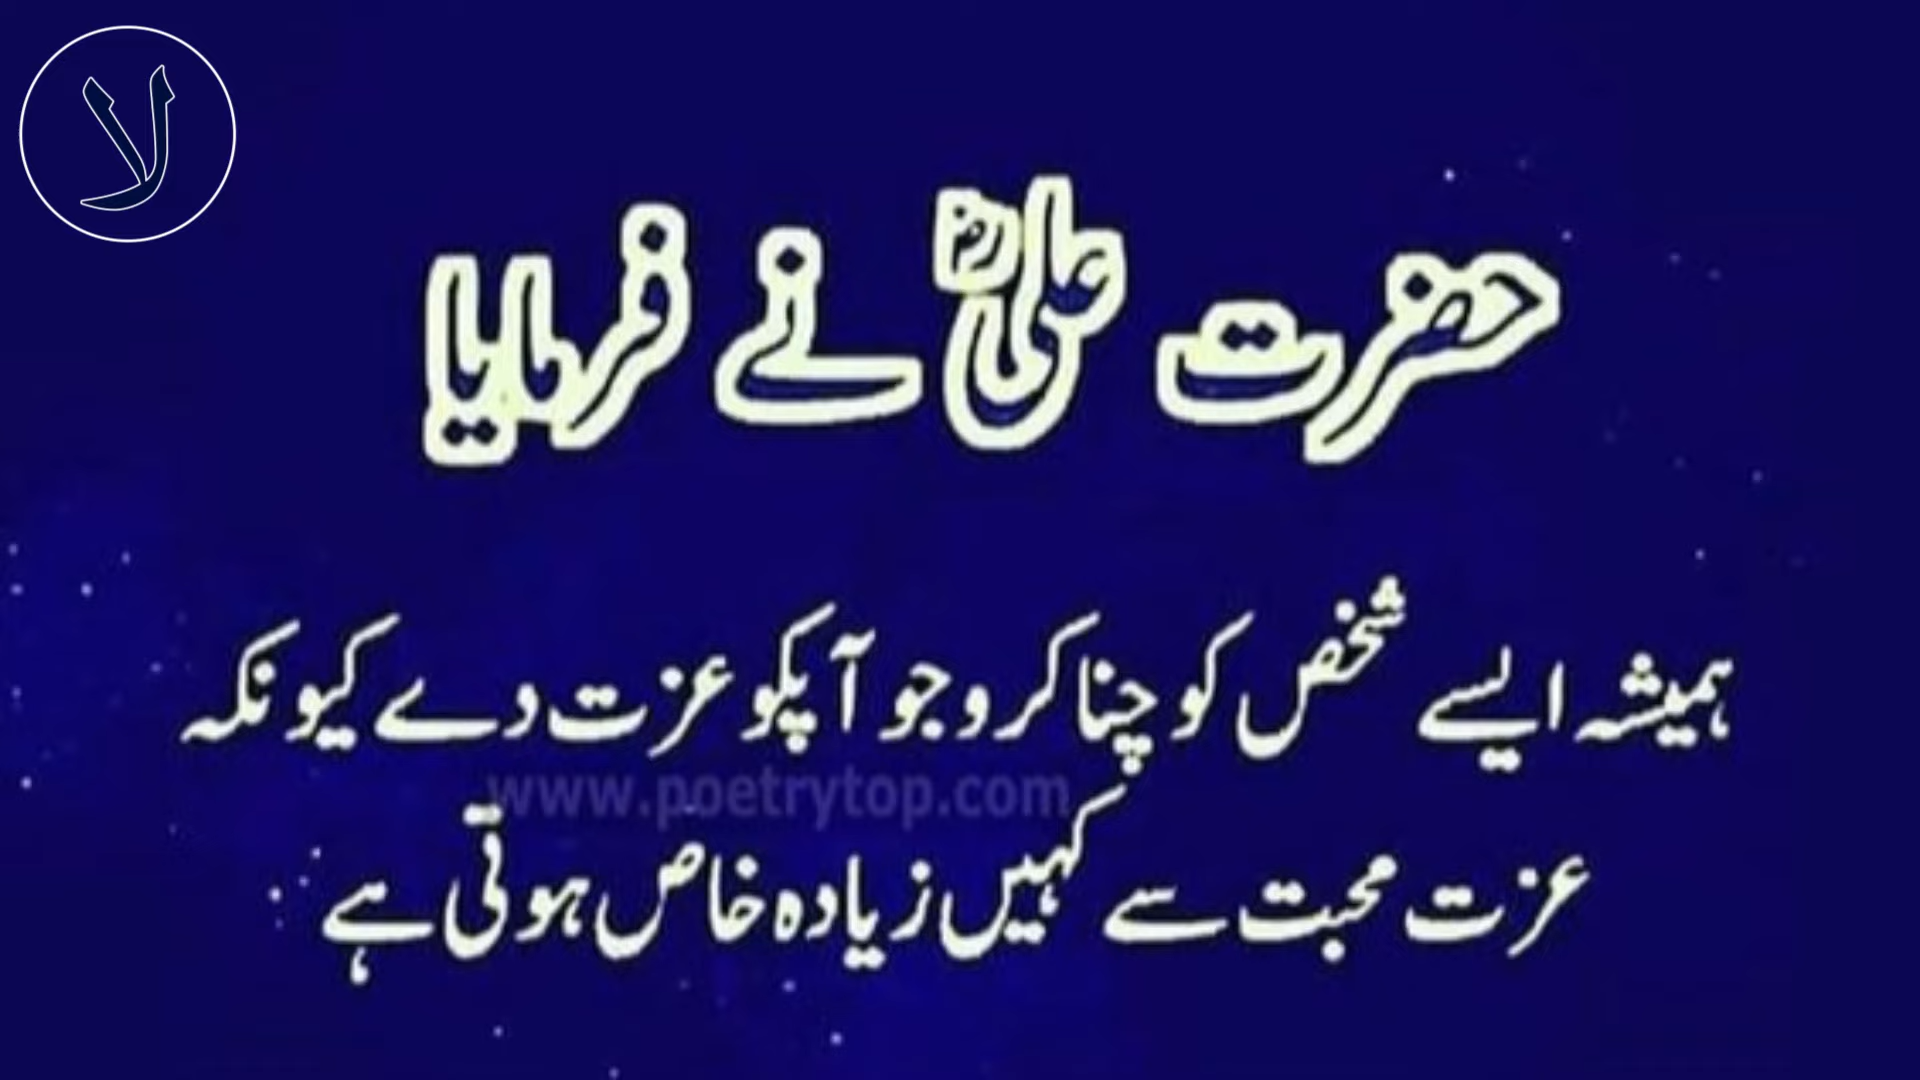 حضرت علیؓ نے فرمایا
ہمیشہ ایسے شخص کو چنا کرو جو آپکو عزت دے کیونکہ
www.poetrytop.com
عزت محبت سے کہیں زیادہ خاص ہوتی ہے